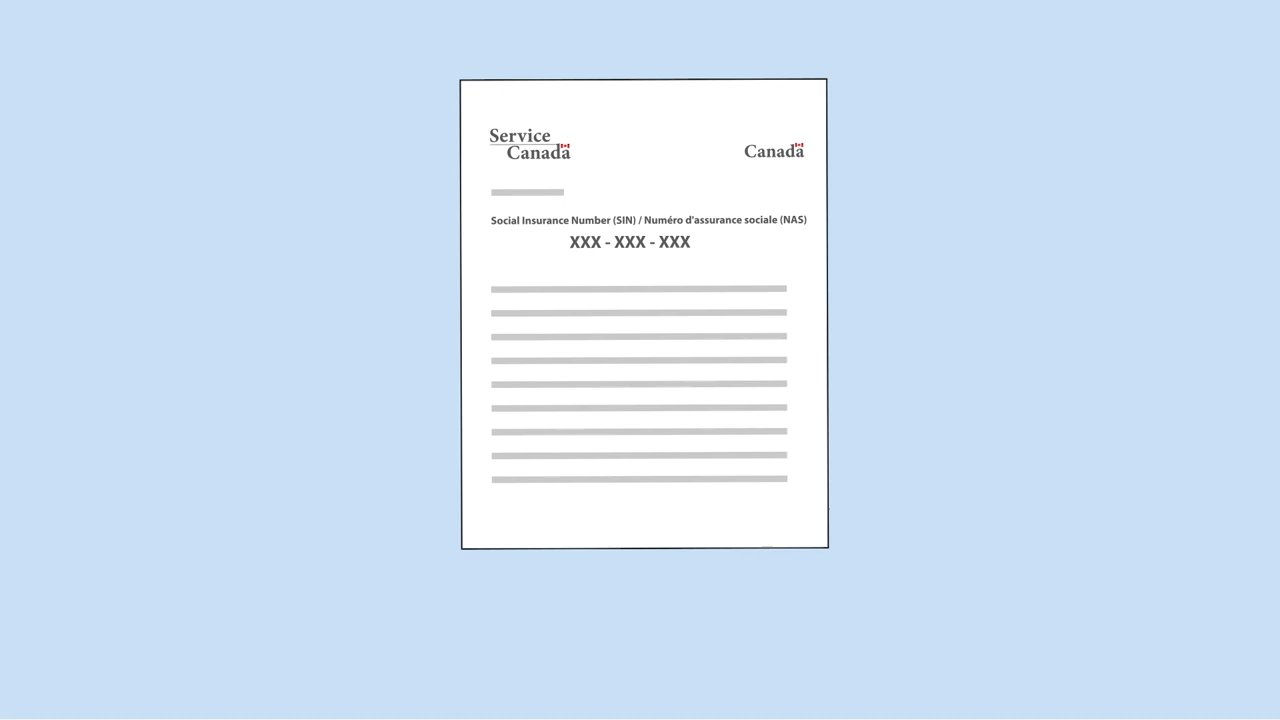 Service
Canada
Canada
Social Insurance Number (SIN) / Numéro d'assurance sociale (NAS)
XXX - XXX - XXX